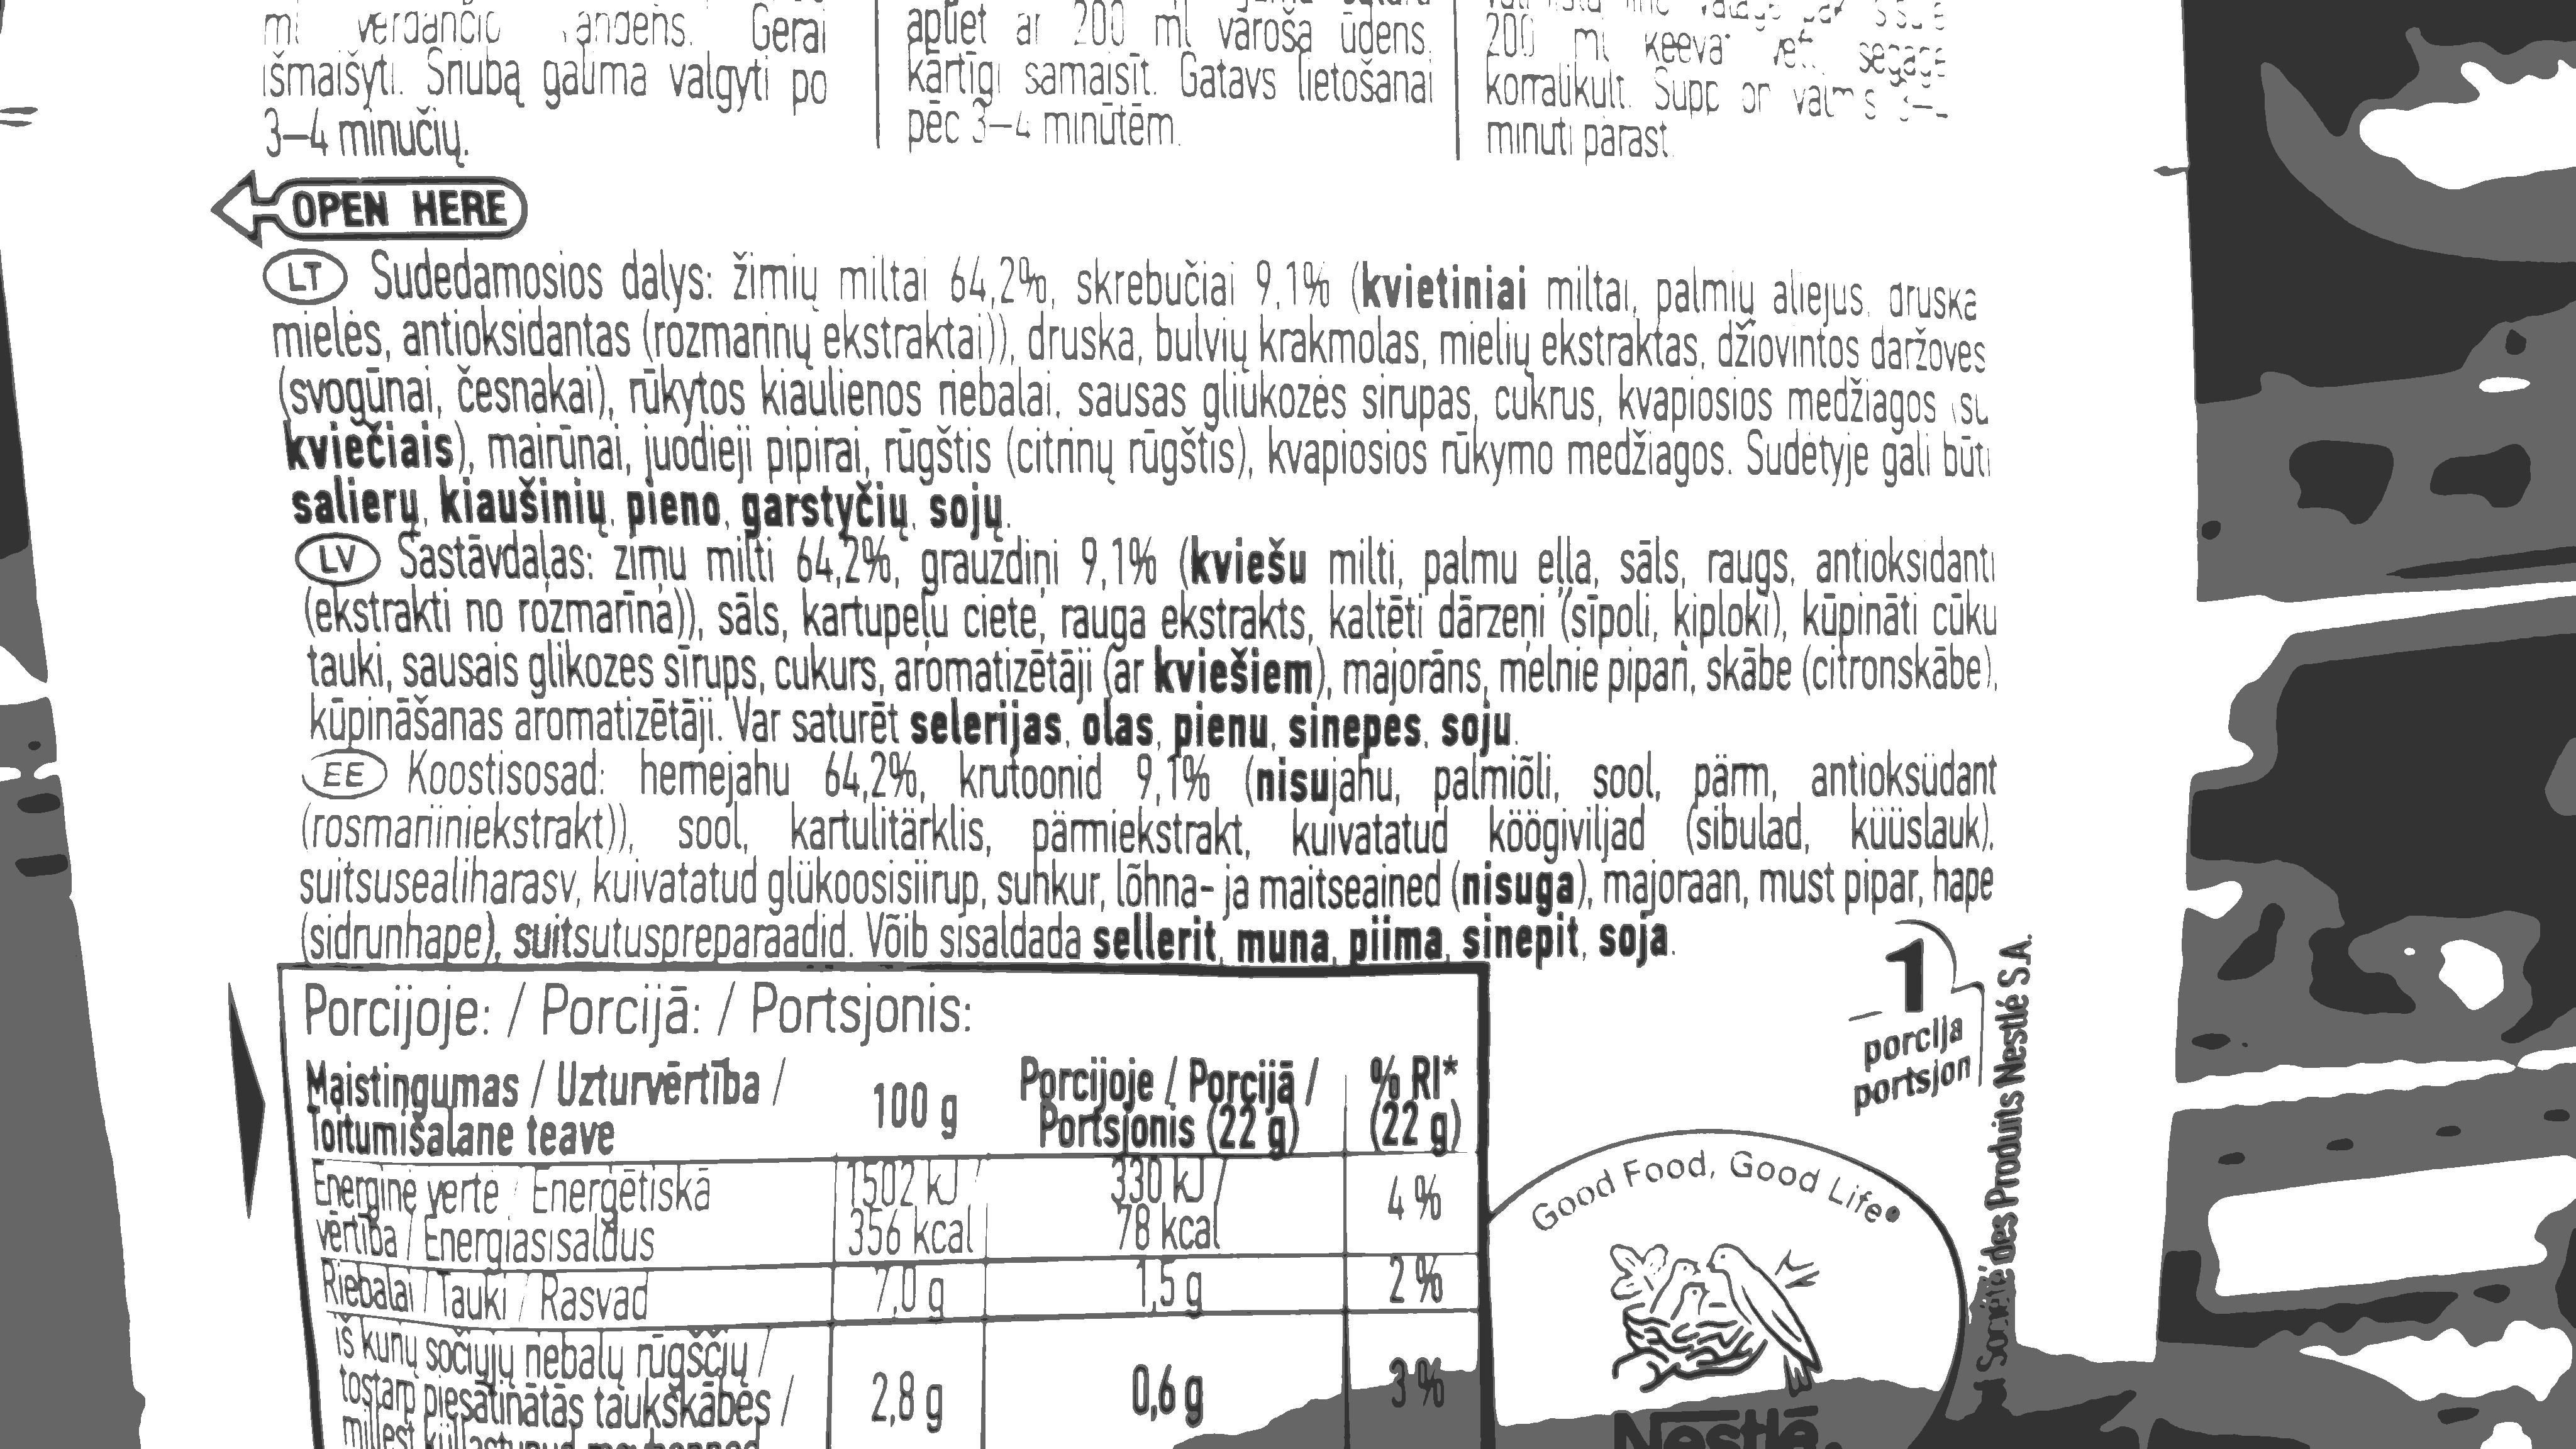 ml verdančio vandens. Gerai
išmaišyti. Sriubą galima valgyti po
3–4 minučių.
apliet ar 200 ml vāroša ūdens.
kārtīgi samaisīt. Gatavs lietošanai
pēc 3–4 minūtēm.
200 ml keevat vett, segage
korralikult. Supp on valmis 3–4
minuti pärast.
OPEN HERE
LT Sudedamosios dalys: žirnių miltai 64,2%, skrebučiai 9,1% (kvietiniai miltai, palmių aliejus, druska
mielės, antioksidantas (rozmarinų ekstraktai)), druska, bulvių krakmolas, mielių ekstraktas, džiovintos daržovės
(svogūnai, česnakai), rūkytos kiaulienos riebalai, sausas gliukozės sirupas, cukrus, kvapiosios medžiagos (su
kviečiais), mairūnai, juodieji pipirai, rūgštis (citrinų rūgštis), kvapiosios rūkymo medžiagos. Sudėtyje gali būti
salierų, kiaušinių, pieno, garstyčių, sojų.
LV Sastāvdaļas: zirņu milti 64,2%, grauzdiņi 9,1% (kviešu milti, palmu eļļa, sāls, raugs, antioksidanti
(ekstrakti no rozmarīna)), sāls, kartupeļu ciete, rauga ekstrakts, kaltēti dārzeņi (sīpoli, ķiploki), kūpināti cūku
tauki, sausais glikozes sīrups, cukurs, aromatizētāji (ar kviešiem), majorāns, melnie pipari, skābe (citronskābe),
kūpināšanas aromatizētāji. Var saturēt selerijas, olas, pienu, sinepes, soju.
EE Koostisosad: hernejahu 64,2%, krutoonid 9,1% (nisujahu, palmiõli, sool, pärm, antioksüdant
(rosmariiniekstrakt)), sool, kartulitärklis, pärmiekstrakt, kuivatatud köögiviljad (sibulad, küüslauk),
suitsusealiharasv, kuivatatud glükoosisiirup, suhkur, lõhna- ja maitseained (nisuga), majoraan, must pipar, hape
(sidrunhape), suitsutuspreparaadid. Võib sisaldada sellerit, muna, piima, sinepit, soja.
1
porcija
portsjon
Porcijoje: / Porcijā: / Portsjonis:
Maistingumas / Uzturvērtība /
Toitumisalane teave
100 g
Porcijoje / Porcijā /
Portsjonis (22 g)
% RI*
(22 g)
Energinė vertė / Enerģētiskā
vērtība / Energiasisaldus
1502 kJ /
356 kcal
330 kJ /
78 kcal
4 %
Riebalai / Tauki / Rasvad
7,0 g
1,5 g
2 %
iš kurių sočiųjų riebalų rūgščių /
tostarp piesātinātās taukskābes /
millest küllastunud
2,8 g
0,6 g
3 %
Good Food, Good Life®
Nestlé.
Société des Produits Nestlé S.A.